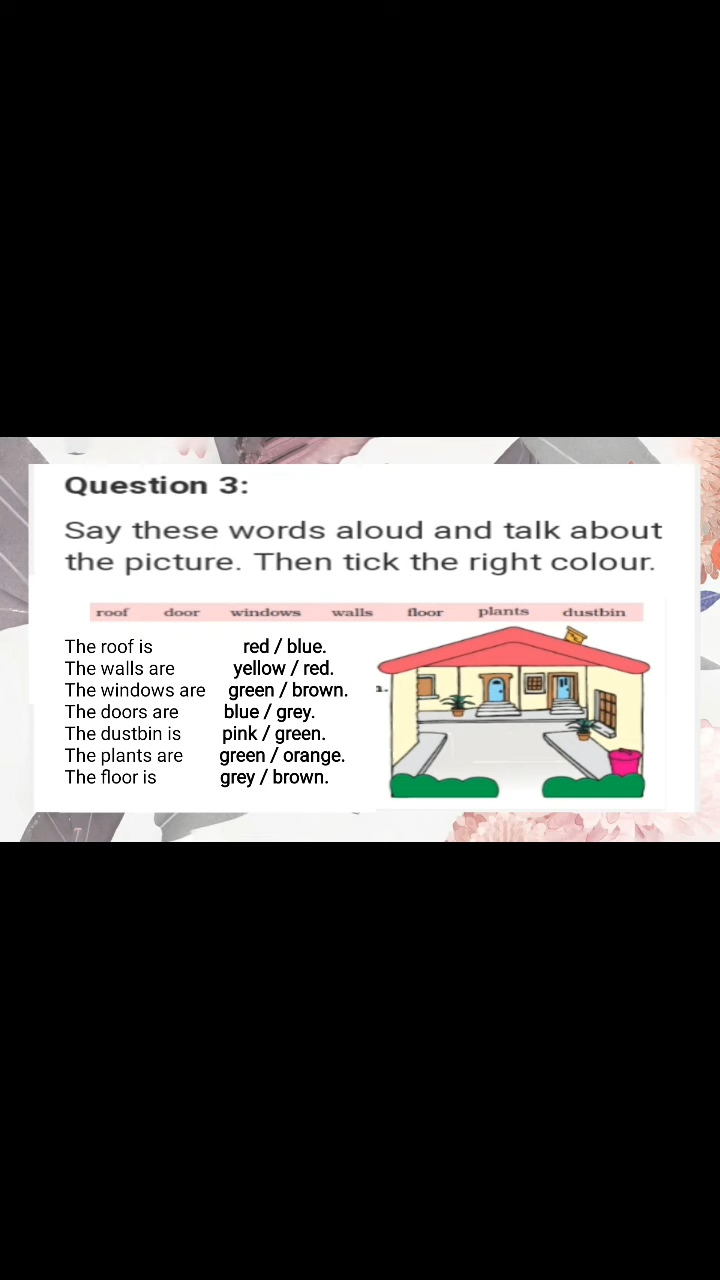 Question 3:
Say these words aloud and talk about
the picture. Then tick the right colour.
roof door windows walls floor plants dustbin
The roof is red / blue.
The walls are yellow / red.
The windows are green / brown.
The doors are blue / grey.
The dustbin is pink / green.
The plants are green / orange.
The floor is grey / brown.
1.